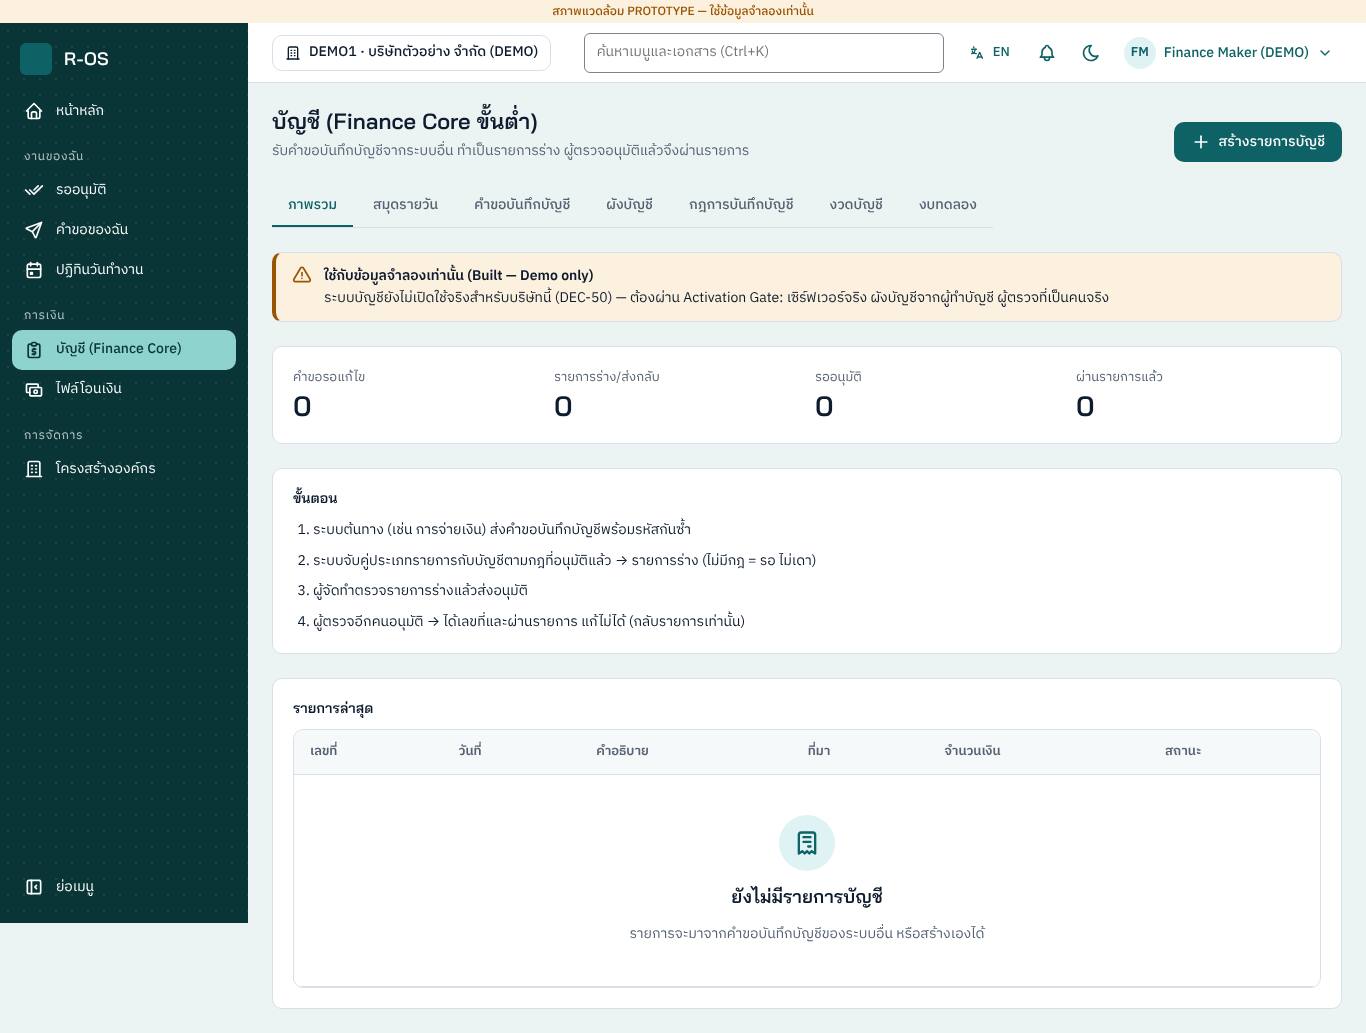 สภาพแวดล้อม PROTOTYPE — ใช้ข้อมูลจำลองเท่านั้น
R-OS
หน้าหลัก
งานของฉัน
รออนุมัติ
คำขอของฉัน
ปฏิทินวันทำงาน
การเงิน
บัญชี (Finance Core)
ไฟล์โอนเงิน
การจัดการ
โครงสร้างองค์กร
ย่อเมนู
DEMO1 · บริษัทตัวอย่าง จำกัด (DEMO)
ค้นหาเมนูและเอกสาร (Ctrl+K)
EN
FM
Finance Maker (DEMO)
บัญชี (Finance Core ขั้นต่ำ)
รับคำขอบันทึกบัญชีจากระบบอื่น ทำเป็นรายการร่าง ผู้ตรวจอนุมัติแล้วจึงผ่านรายการ
สร้างรายการบัญชี
ภาพรวม
สมุดรายวัน
คำขอบันทึกบัญชี
ผังบัญชี
กฎการบันทึกบัญชี
งวดบัญชี
งบทดลอง
ใช้กับข้อมูลจำลองเท่านั้น (Built — Demo only)
ระบบบัญชียังไม่เปิดใช้จริงสำหรับบริษัทนี้ (DEC-50) — ต้องผ่าน Activation Gate: เซิร์ฟเวอร์จริง ผังบัญชีจากผู้ทำบัญชี ผู้ตรวจที่เป็นคนจริง
คำขอรอแก้ไข
0
รายการร่าง/ส่งกลับ
0
รออนุมัติ
0
ผ่านรายการแล้ว
0
ขั้นตอน
1. ระบบต้นทาง (เช่น การจ่ายเงิน) ส่งคำขอบันทึกบัญชีพร้อมรหัสกันซ้ำ
2. ระบบจับคู่ประเภทรายการกับบัญชีตามกฎที่อนุมัติแล้ว → รายการร่าง (ไม่มีกฎ = รอ ไม่เดา)
3. ผู้จัดทำตรวจรายการร่างแล้วส่งอนุมัติ
4. ผู้ตรวจอีกคนอนุมัติ → ได้เลขที่และผ่านรายการ แก้ไม่ได้ (กลับรายการเท่านั้น)
รายการล่าสุด
เลขที่
วันที่
คำอธิบาย
ที่มา
จำนวนเงิน
สถานะ
ยังไม่มีรายการบัญชี
รายการจะมาจากคำขอบันทึกบัญชีของระบบอื่น หรือสร้างเองได้